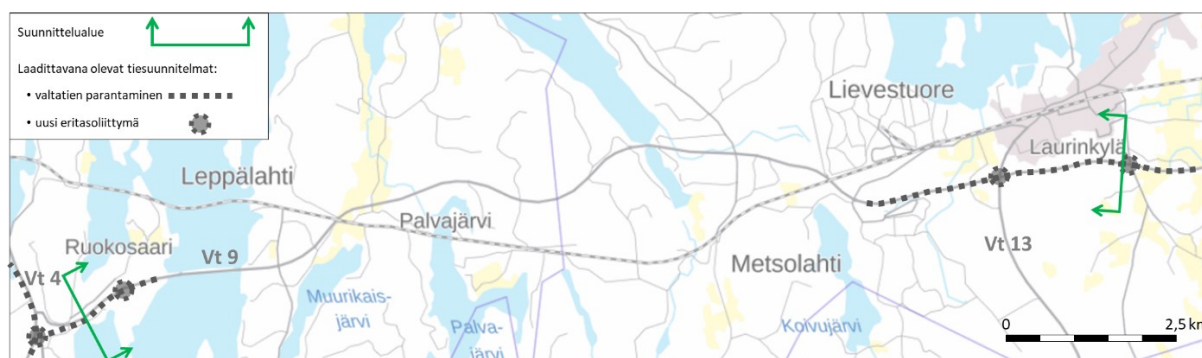 Suunnittelualue
Laadittavana olevat tiesuunnitelmat:
• valtatien parantaminen
• uusi eritasoliittymä
Lievestuore
Laurinkylä
Leppälahti
Palvajärvi
Ruokosaari
Vt 9
Vt 4
Metsolahti
Vt 13
Muurikais-
järvi
Palva-
järvi
Koivujärvi
0
2,5 km